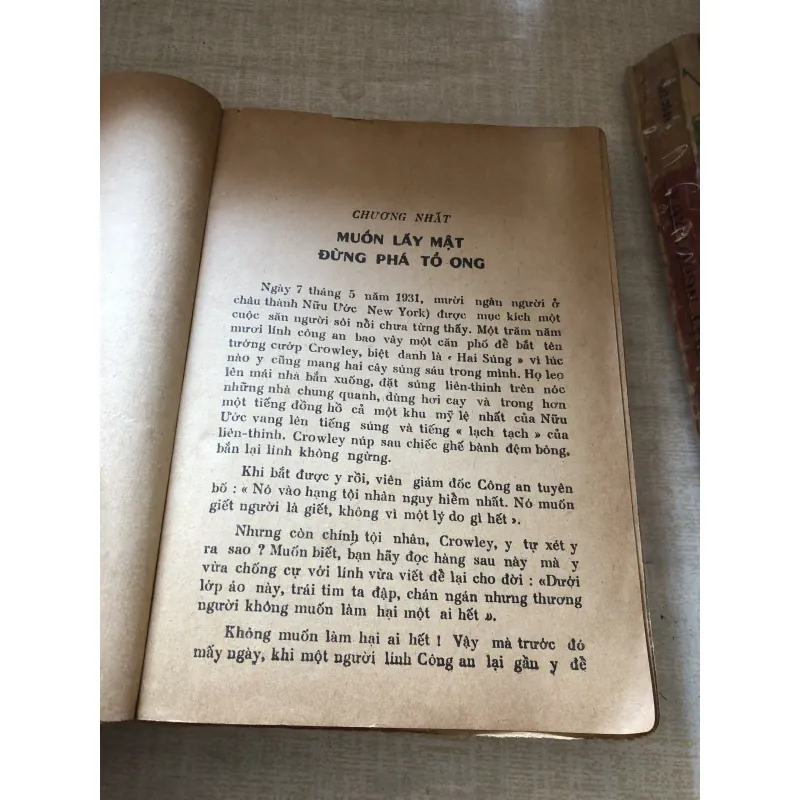 CHƯƠNG NHẤT
MUỐN LẤY MẬT
ĐỪNG PHÁ TỔ ONG
Ngày 7 tháng 5 năm 1931, mười ngàn người ở
châu thành Nữu Ước New York) được mục kích một
cuộc săn người sôi nổi chưa từng thấy. Một trăm năm
mươi lính công an bao vây một căn phố để bắt tên
tướng cướp Crowley, biệt danh là « Hai Súng » vì lúc
nào y cũng mang hai cây súng sáu trong mình. Họ leo
lên mái nhà bắn xuống, đặt súng liên-thinh trên nóc
những nhà chung quanh, dùng hơi cay và trong hơn
một tiếng đồng hồ cả một khu mỹ lệ nhất của Nữu
Ước vang lên tiếng súng và tiếng « lạch tạch » của
liên-thinh. Crowley núp sau chiếc ghế bành đệm bông,
bắn lại lính không ngừng.
Khi bắt được y rồi, viên giám đốc Công an tuyên
bố : « Nó vào hạng tội nhân nguy hiểm nhất. Nó muốn
giết người là giết, không vì một lý do gì hết ».
Nhưng còn chính tội nhân, Crowley, y tự xét y
ra sao ? Muốn biết, bạn hãy đọc hàng sau này mà y
vừa chống cự với lính vừa viết để lại cho đời : «Dưới
lớp áo này, trái tim ta đập, chán ngán nhưng thương
người không muốn làm hại một ai hết ».
Không muốn làm hại ai hết ! Vậy mà trước đó
mấy ngày, khi một người lính Công an lại gần y để